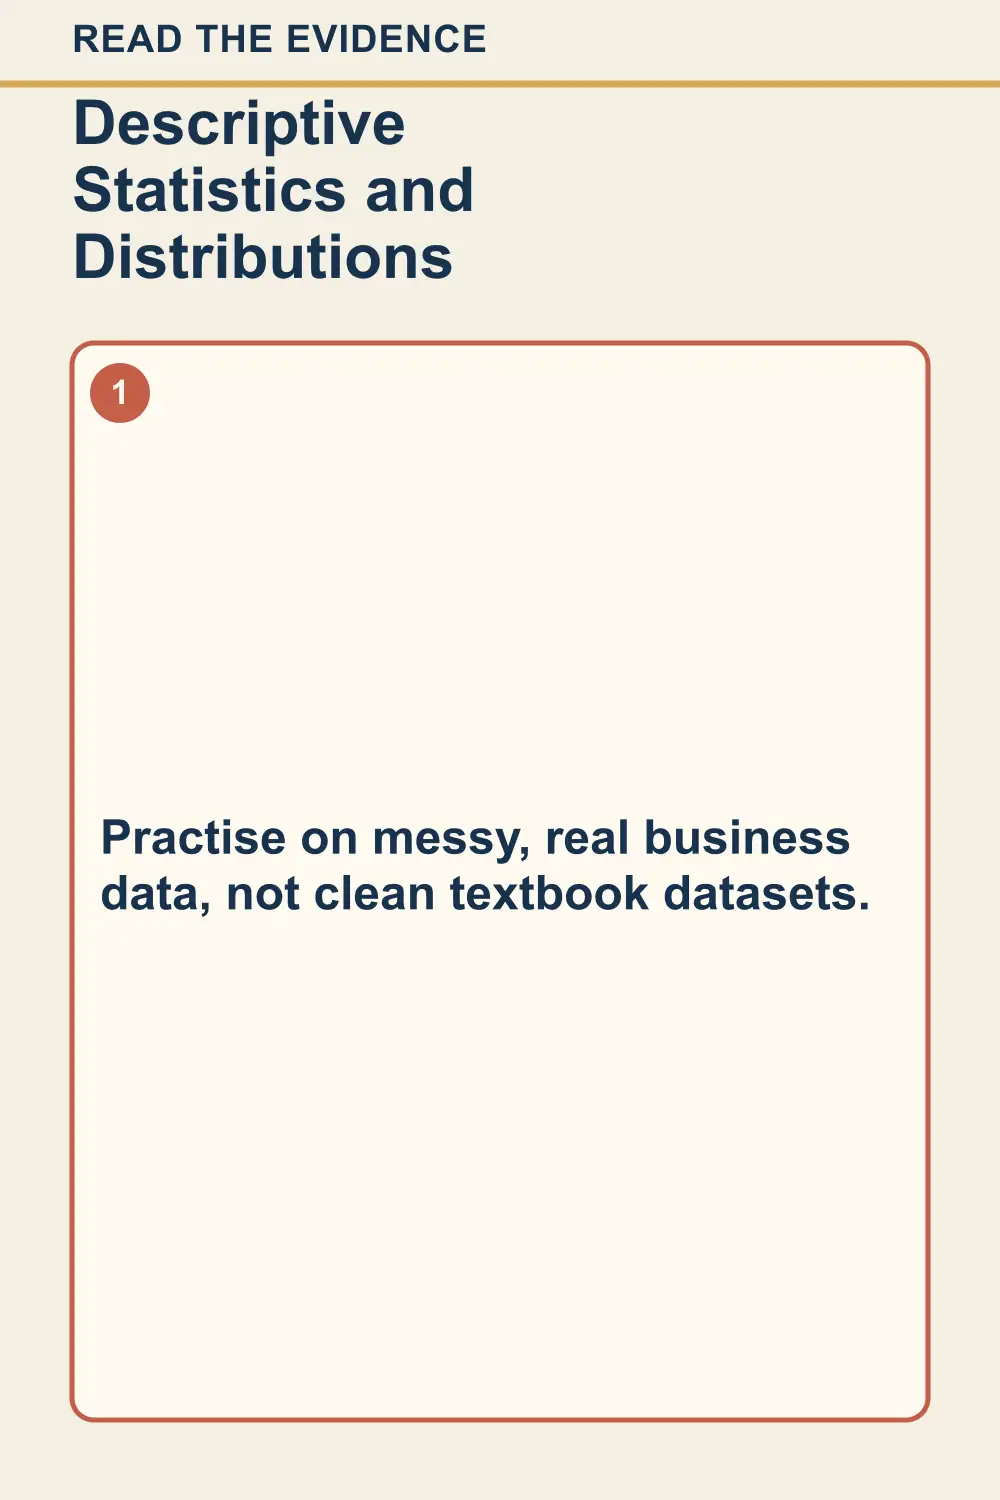 READ THE EVIDENCE
Descriptive
Statistics and
Distributions
1
Practise on messy, real business
data, not clean textbook datasets.